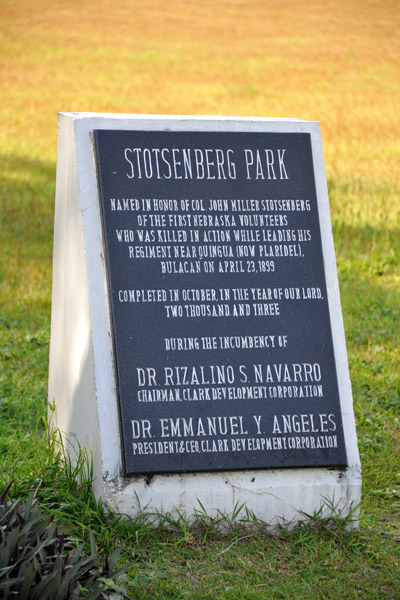 STOTSENBERG PARK
NAMED IN HONOR OF COL. JOHN MILLER STOTSENBERG
OF THE FIRST NEBRASKA VOLUNTEERS
WHO WAS KILLED IN ACTION WHILE LEADING HIS
REGIMENT NEAR QUINGUA (NOW PLARIDEL),
BULACAN ON APRIL 23, 1899
COMPLETED IN OCTOBER, IN THE YEAR OF OUR LORD,
TWO THOUSAND AND THREE
DURING THE INCUMBENCY OF
DR. RIZALINO S. NAVARRO
CHAIRMAN, CLARK DEVELOPMENT CORPORATION
DR. EMMANUEL Y. ANGELES
PRESIDENT & CEO, CLARK DEVELOPMENT CORPORATION